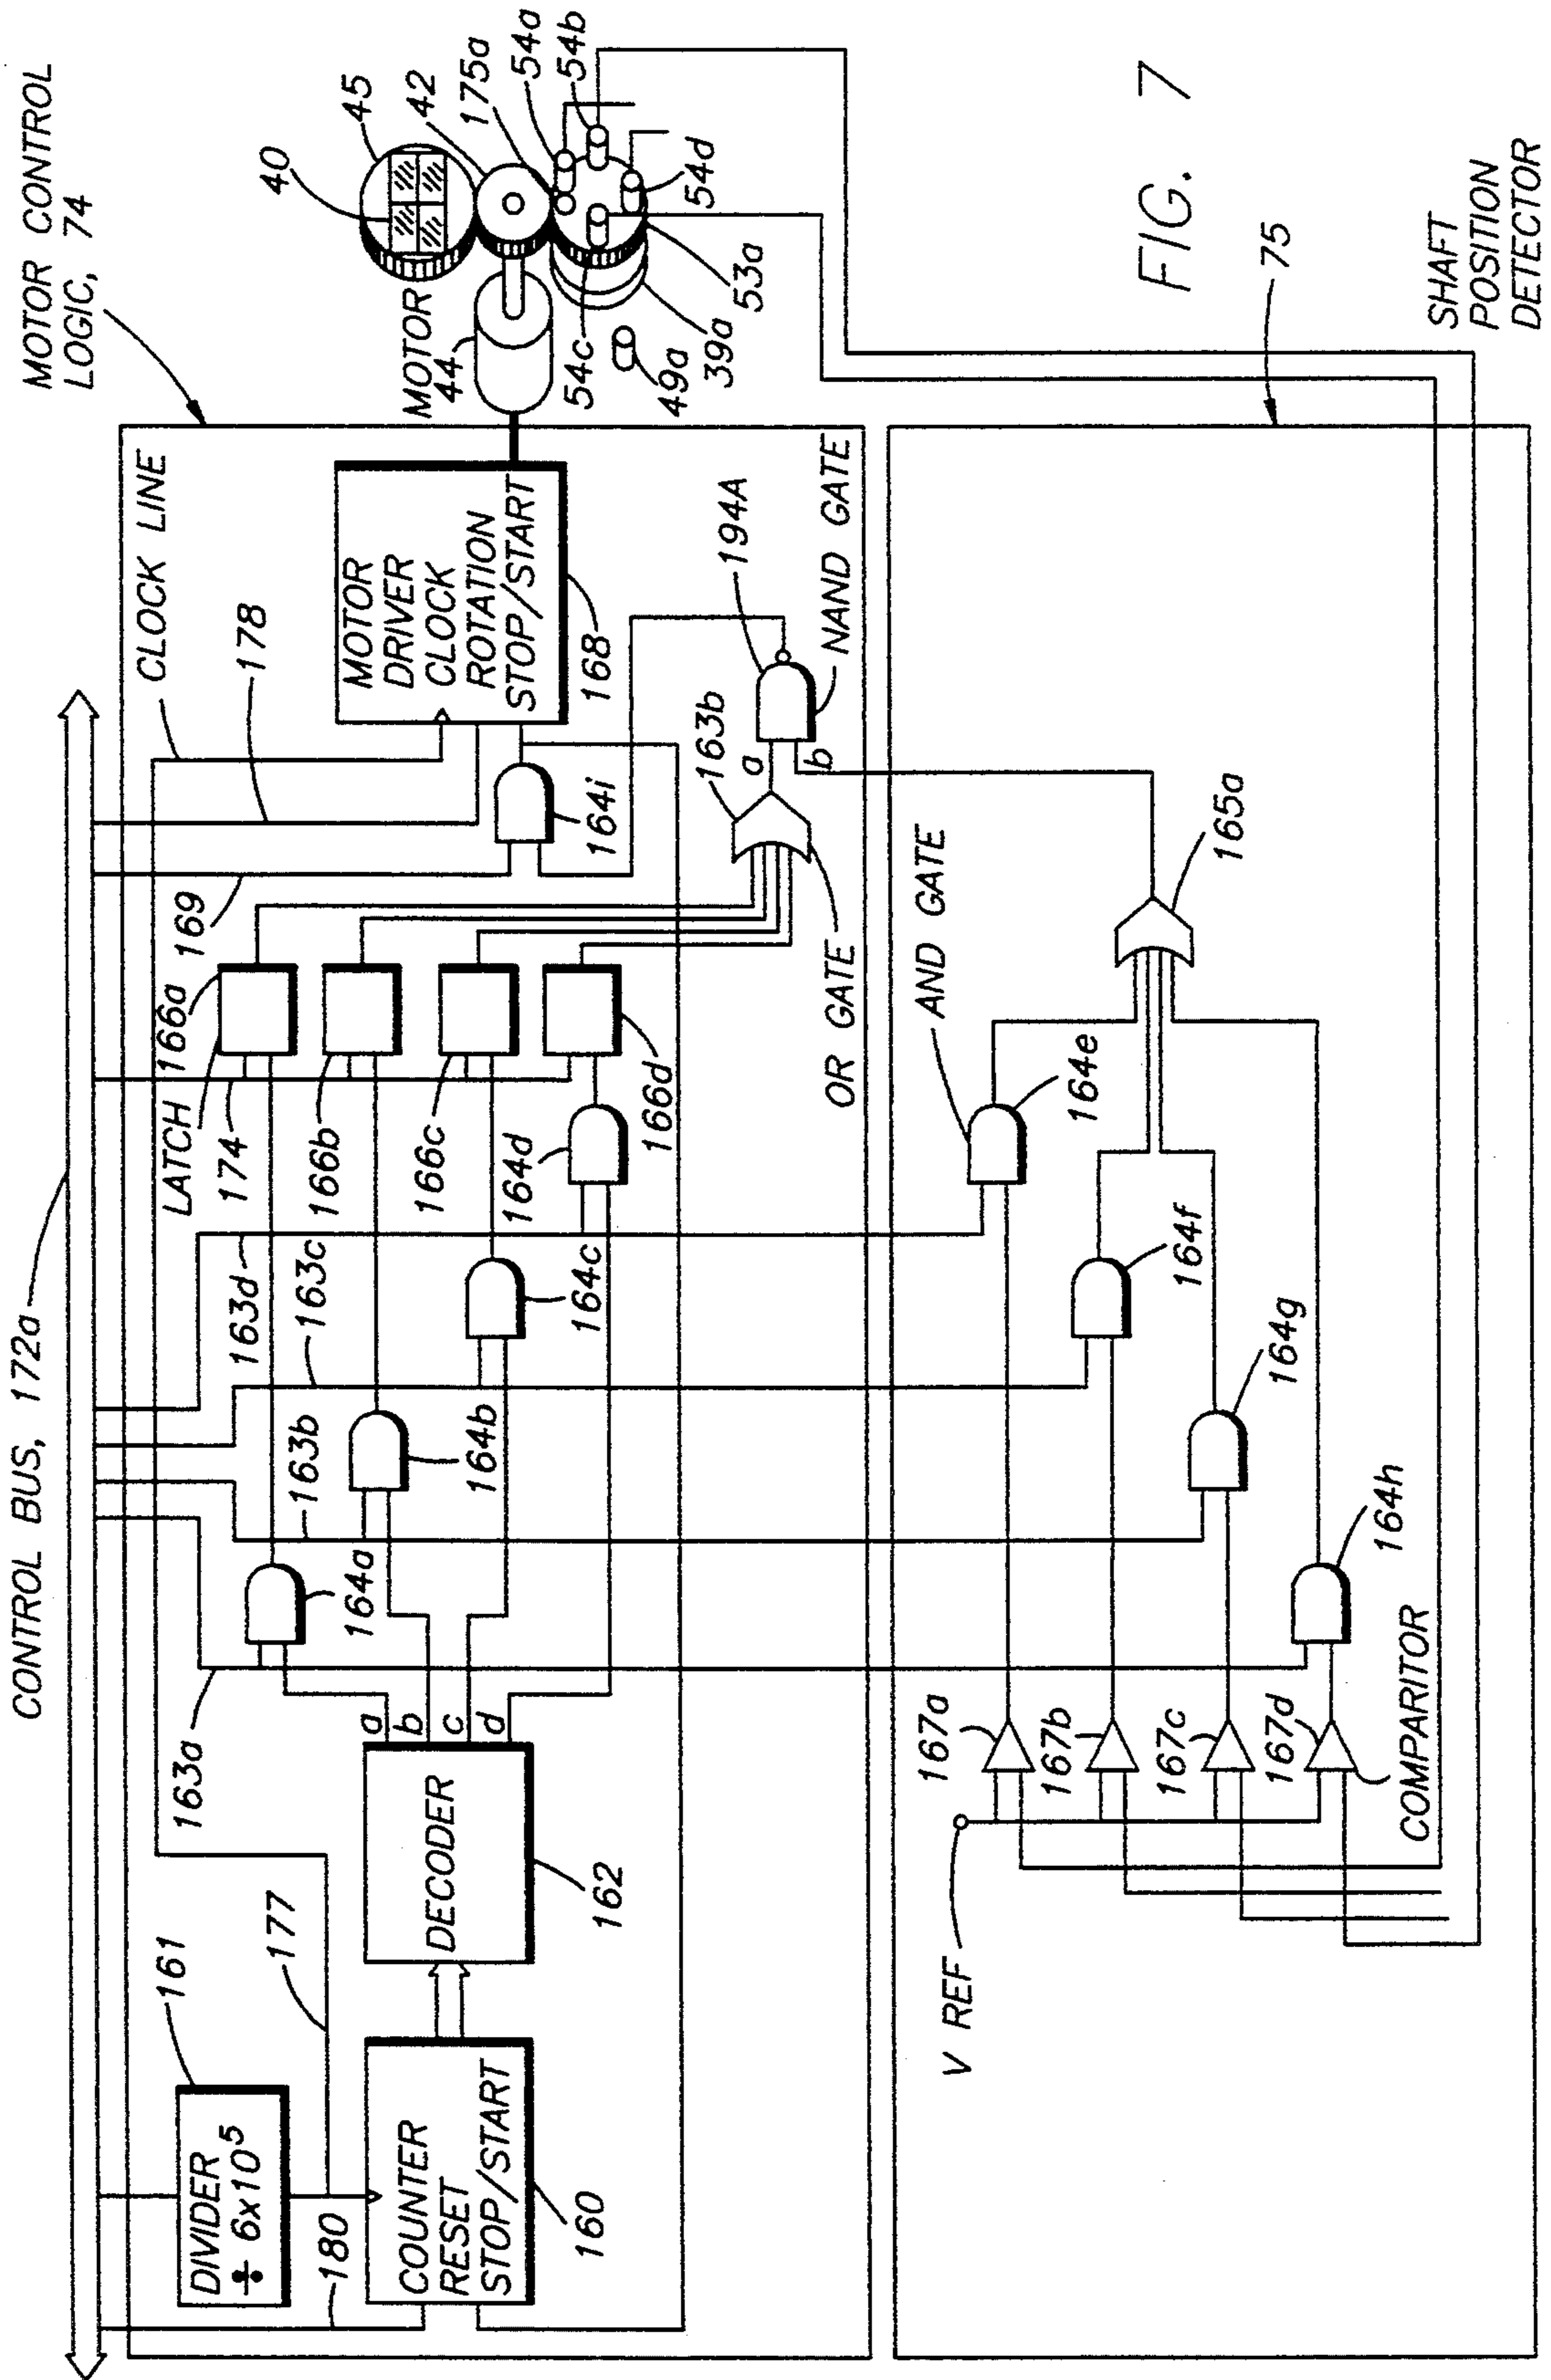 CONTROL BUS, 172a
MOTOR CONTROL
LOGIC, 74
161
DIVIDER
÷ 6x10⁵
180
177
COUNTER
RESET
STOP/START
160
DECODER
162
a
b
c
d
163a
163b
163c
163d
164a
164b
164c
164d
LATCH
166a
174
166b
166c
166d
169
178
CLOCK LINE
MOTOR
DRIVER
CLOCK
ROTATION
STOP/START
168
164i
163b
OR GATE
a
b
194A
NAND GATE
MOTOR
44
40
45
42
175a
54a
54b
54c
54d
53a
39a
49a
V REF
167a
167b
167c
167d
COMPARITOR
164h
164g
164f
164e
AND GATE
165a
75
SHAFT
POSITION
DETECTOR
FIG. 7